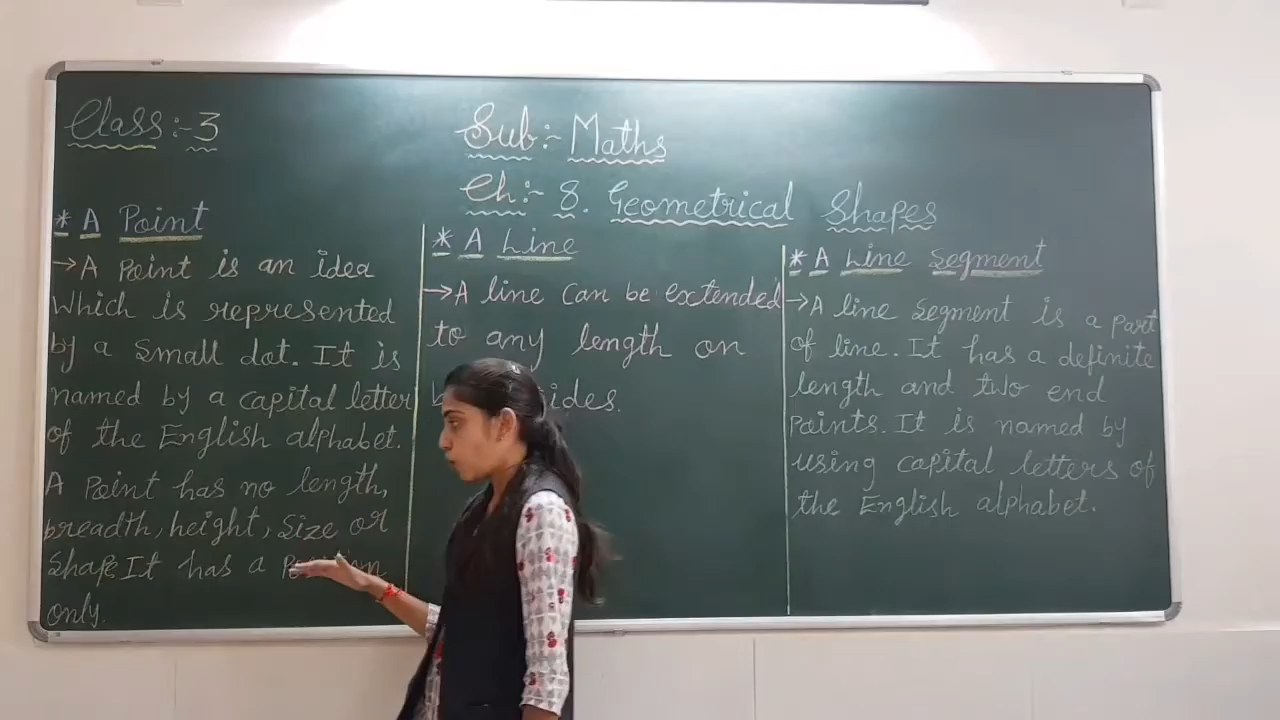 Class:- 3
Sub:- Maths
Ch:- 8. Geometrical Shapes
* A Point
→A Point is an idea
Which is represented
by a small dot. It is
named by a capital letter
of the English alphabet.
A Point has no length,
breadth, height, Size or
Shape. It has a
only.
* A Line
→A line can be extended
to any length on
sides.
* A Line Segment
→A line Segment is a part
of line. It has a definite
length and two end
Points. It is named by
using capital letters of
the English alphabet.